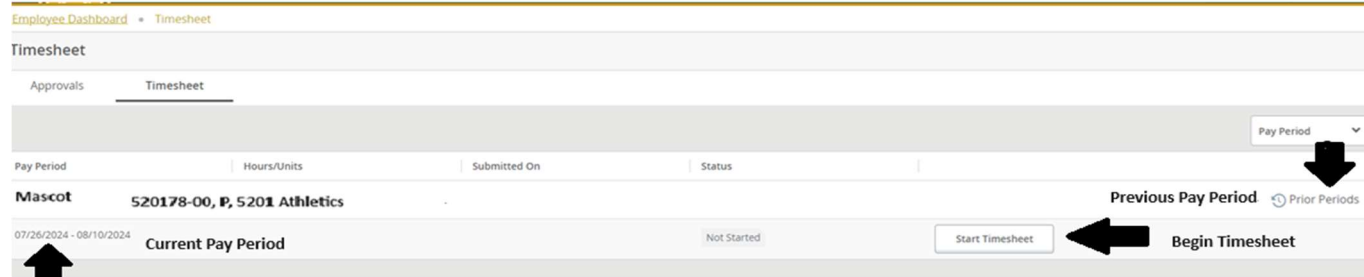 Employee Dashboard • Timesheet
Timesheet
Approvals Timesheet
Pay Period
Pay Period Hours/Units Submitted On Status
Mascot 520178-00, P, 5201 Athletics Previous Pay Period Prior Periods
07/26/2024 - 08/10/2024 Current Pay Period Not Started Start Timesheet Begin Timesheet